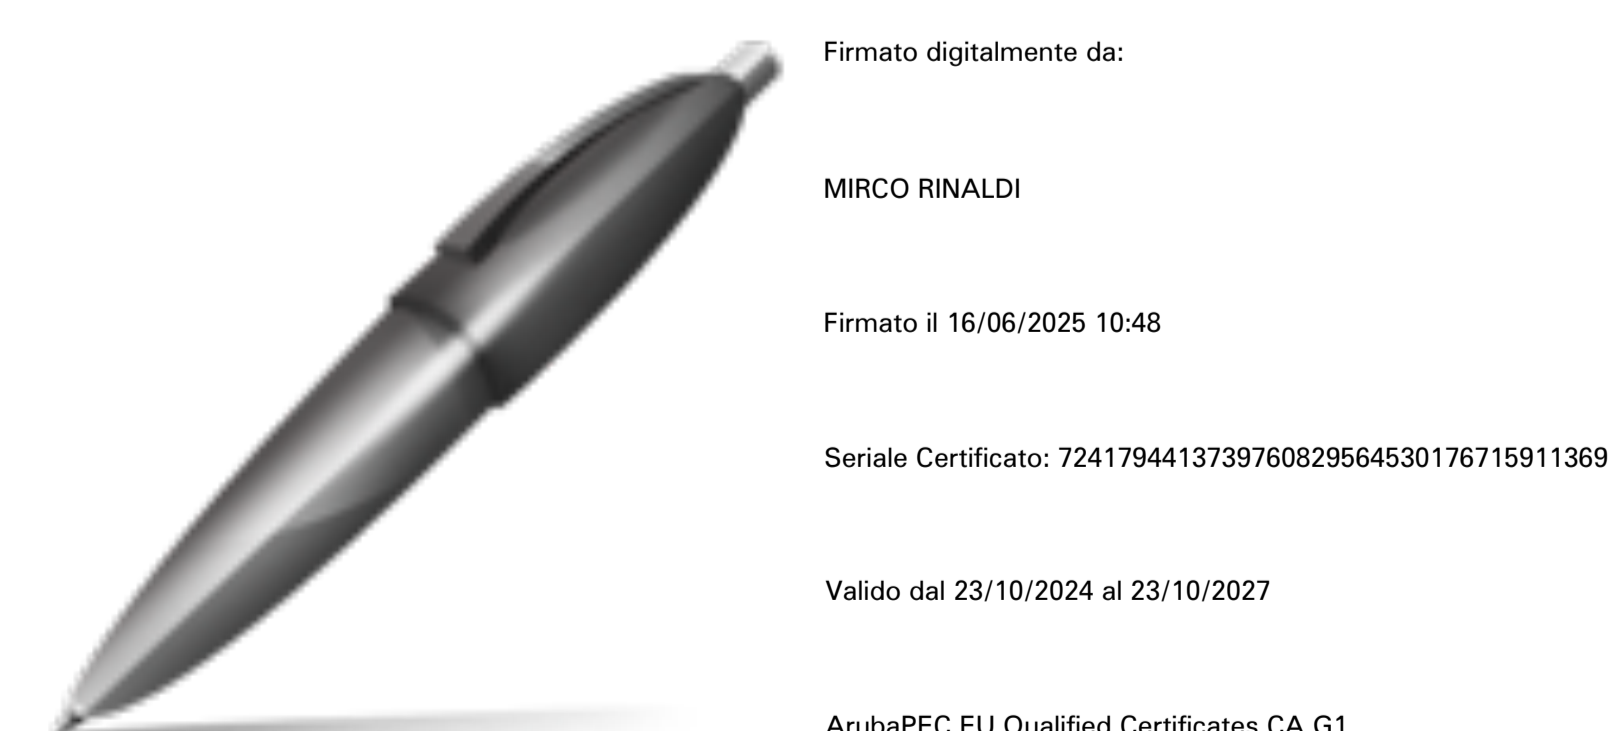 Firmato digitalmente da:
MIRCO RINALDI
Firmato il 16/06/2025 10:48
Seriale Certificato: 72417944137397608295645301767159113​69
Valido dal 23/10/2024 al 23/10/2027
ArubaPEC EU Qualified Certificates CA G1